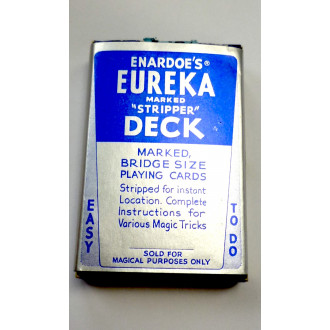 ENARDOE'S®
EUREKA
MARKED
"STRIPPER"
DECK
MARKED,
BRIDGE SIZE
PLAYING CARDS
Stripped for instant
Location. Complete
Instructions for
Various Magic Tricks
EASY
TO DO
SOLD FOR
MAGICAL PURPOSES ONLY